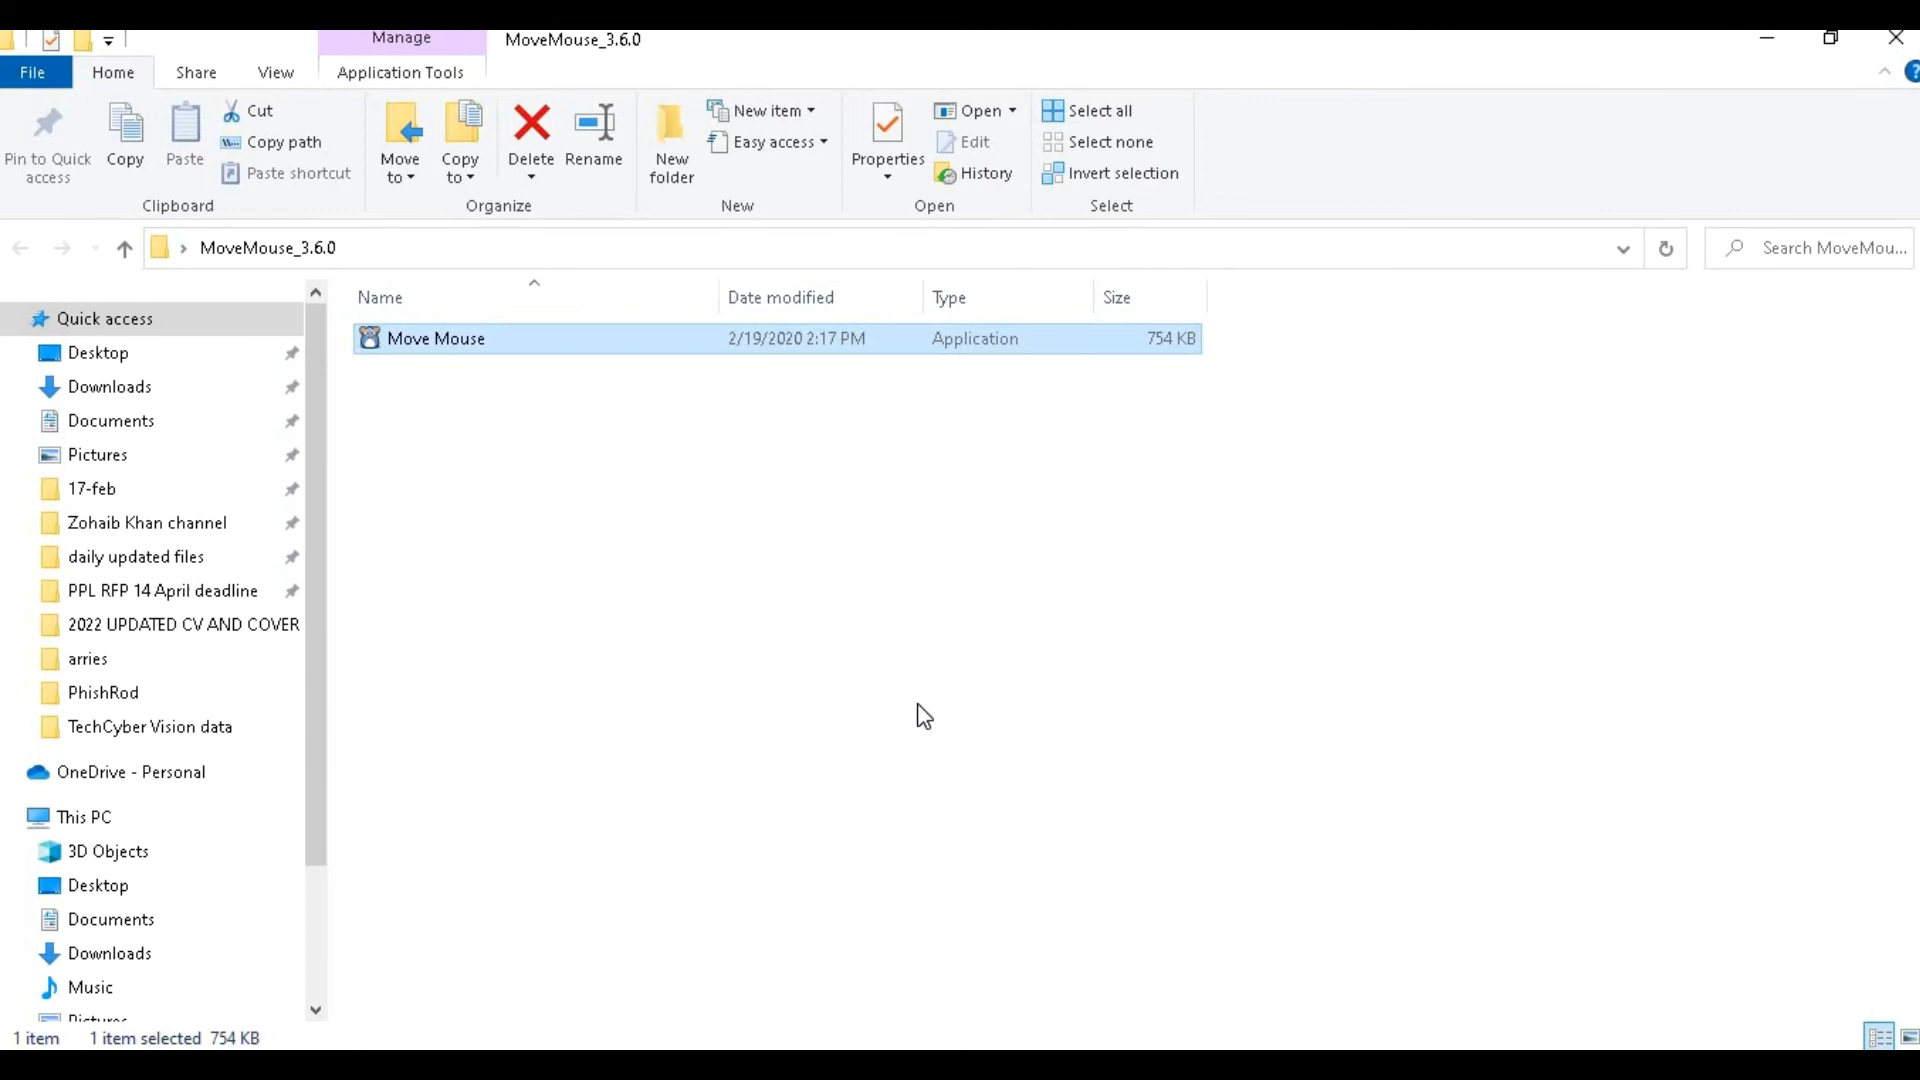 Manage
MoveMouse_3.6.0
File
Home
Share
View
Application Tools
Pin to Quick
access
Copy
Paste
Cut
Copy path
Paste shortcut
Clipboard
Move
to
Copy
to
Delete
Rename
Organize
New
folder
New item
Easy access
New
Properties
Open
Edit
History
Open
Select all
Select none
Invert selection
Select
MoveMouse_3.6.0
Search MoveMou...
Name
Date modified
Type
Size
Move Mouse
2/19/2020 2:17 PM
Application
754 KB
Quick access
Desktop
Downloads
Documents
Pictures
17-feb
Zohaib Khan channel
daily updated files
PPL RFP 14 April deadline
2022 UPDATED CV AND COVER
arries
PhishRod
TechCyber Vision data
OneDrive - Personal
This PC
3D Objects
Desktop
Documents
Downloads
Music
Pictures
1 item
1 item selected 754 KB